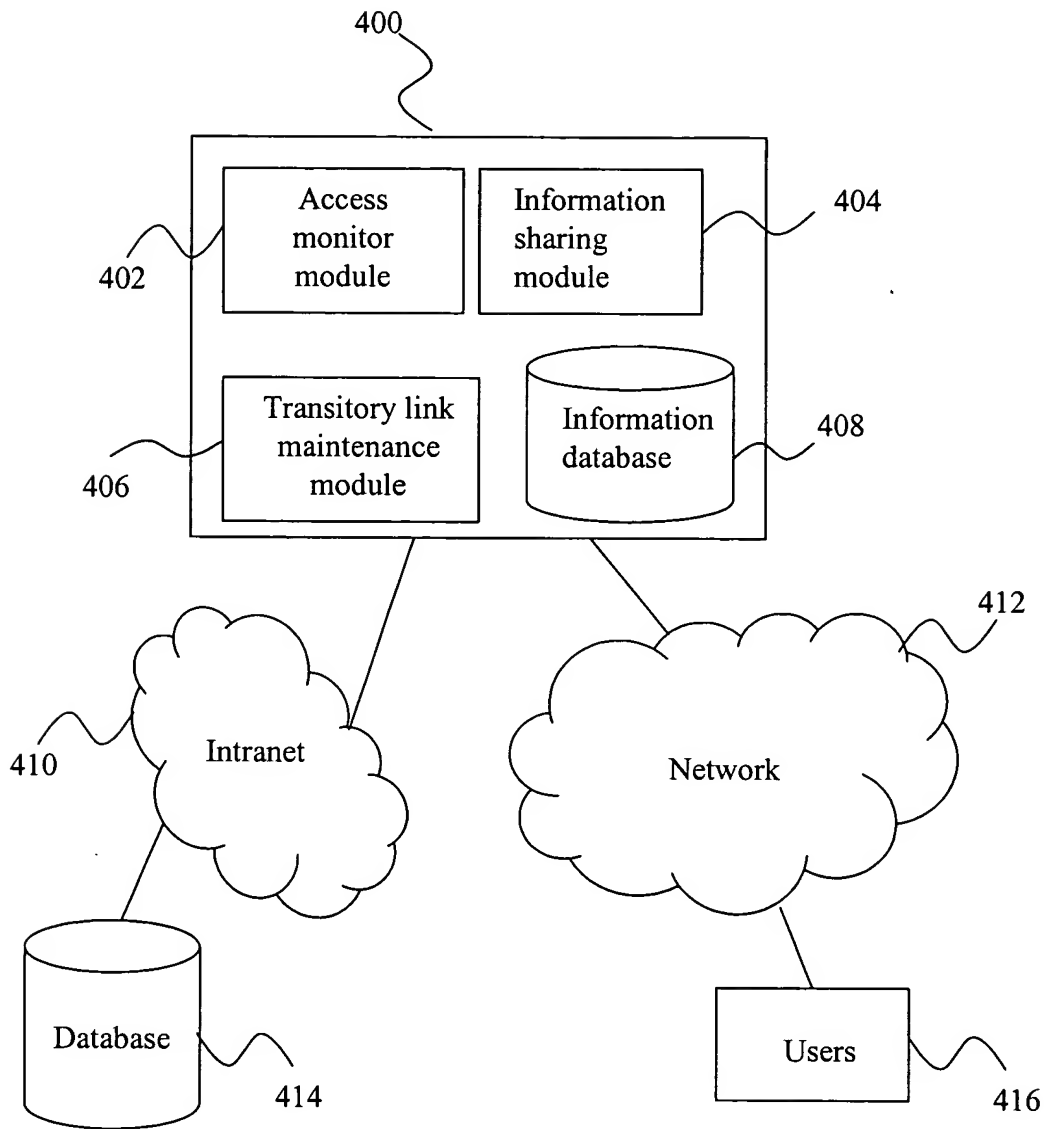 400
Access
monitor
module
Information
sharing
module
404
402
Transitory link
maintenance
module
Information
database
408
406
412
Intranet
410
Network
Database
414
Users
416